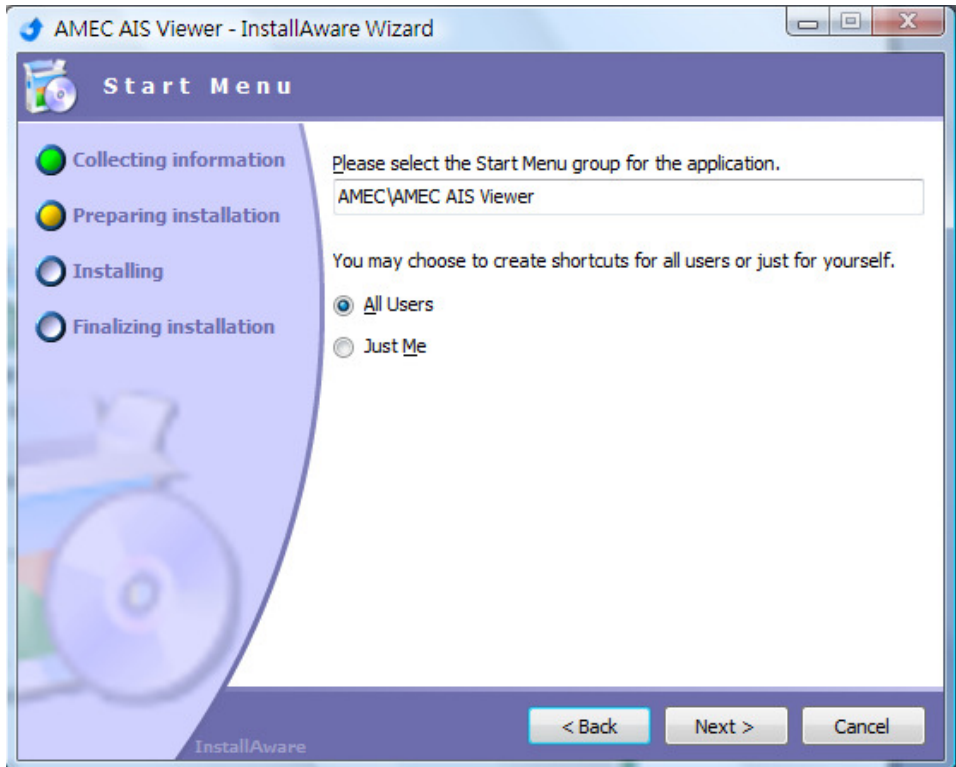 AMEC AIS Viewer - InstallAware Wizard
Start Menu
Collecting information
Preparing installation
Installing
Finalizing installation
Please select the Start Menu group for the application.
AMEC\AMEC AIS Viewer
You may choose to create shortcuts for all users or just for yourself.
All Users
Just Me
InstallAware
< Back
Next >
Cancel